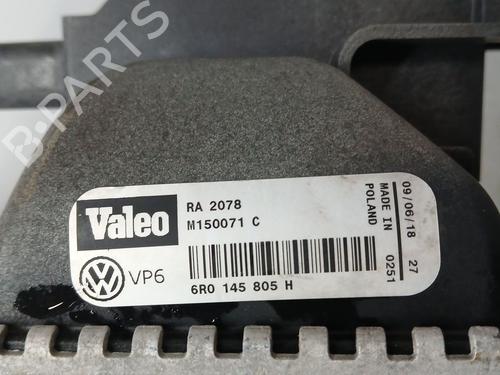 B-PARTS
Valeo
RA 2078
M150071 C
VP6
6R0 145 805 H
MADE IN
POLAND
09/06/18
27
0251